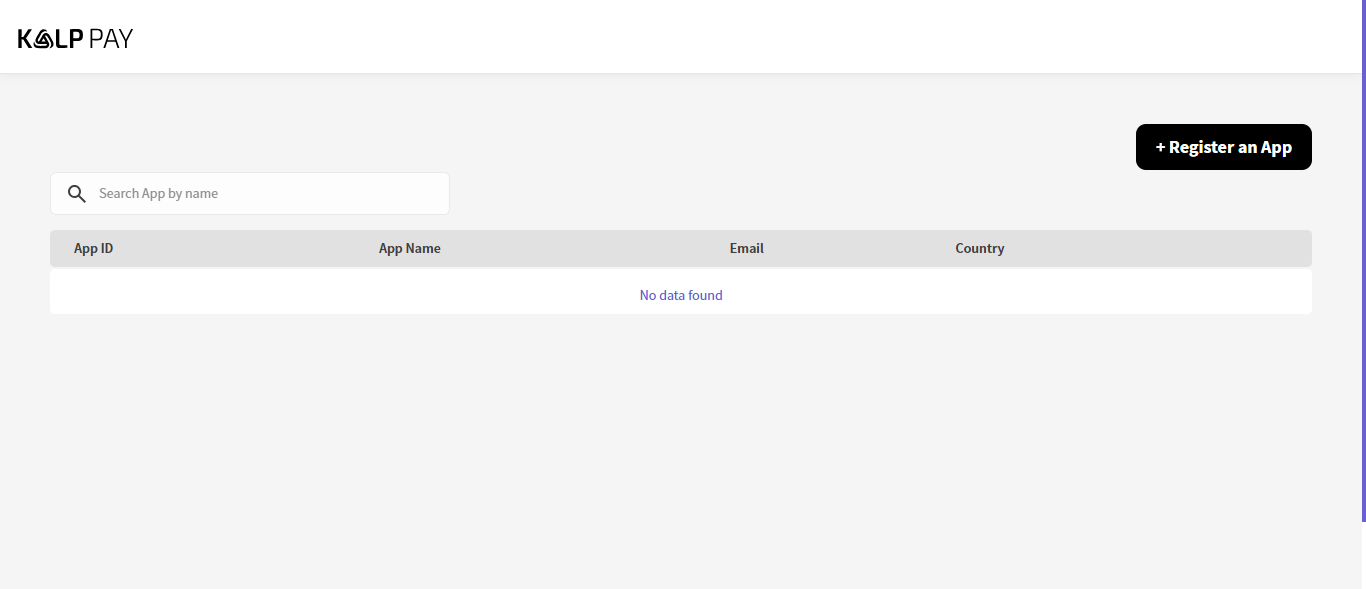 KALP PAY
+ Register an App
Search App by name
App ID App Name Email Country
No data found